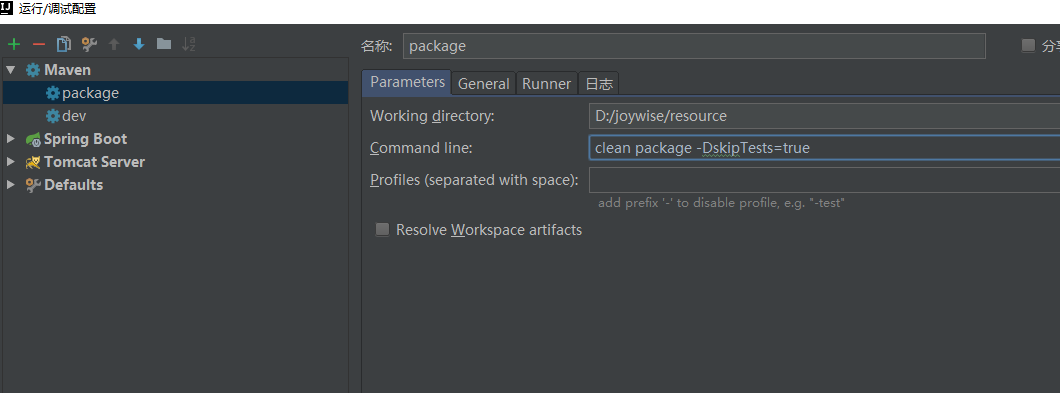 运行/调试配置
名称: package
分享
Maven
package
dev
Spring Boot
Tomcat Server
Defaults
Parameters General Runner 日志
Working directory: D:/joywise/resource
Command line: clean package -DskipTests=true
Profiles (separated with space):
add prefix '-' to disable profile, e.g. "-test"
Resolve Workspace artifacts